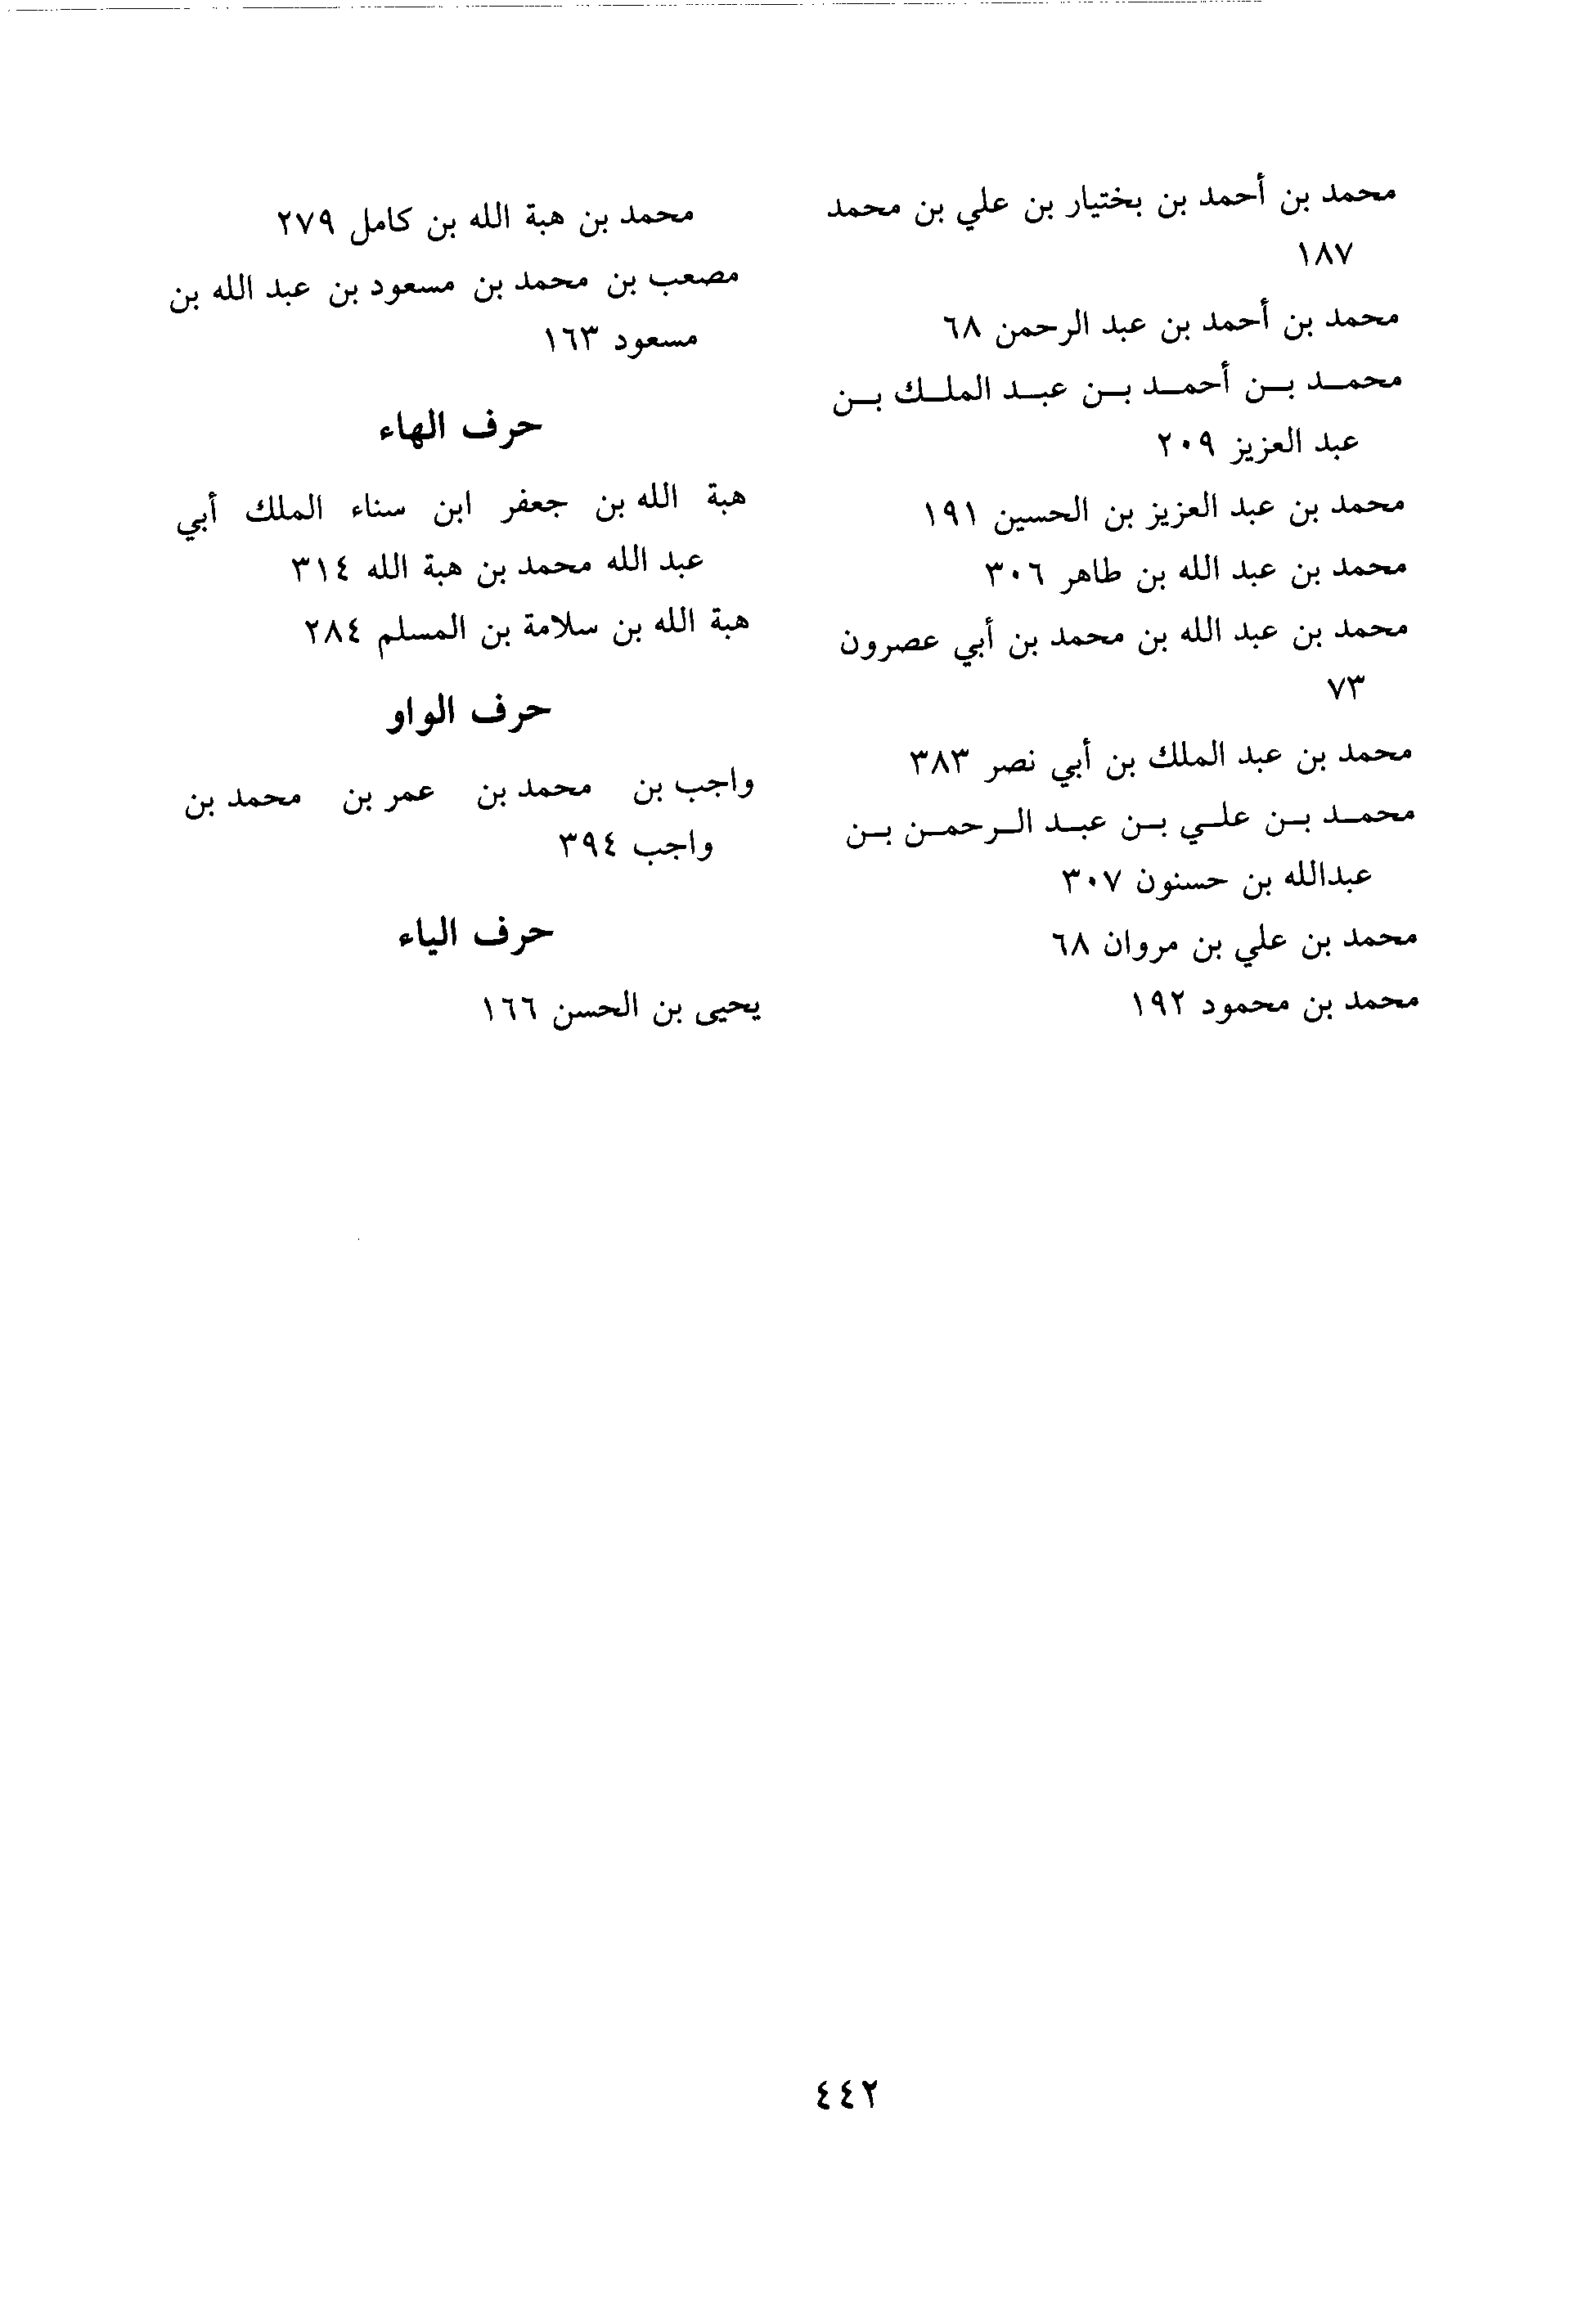 محمد بن أحمد بن بختيار بن علي بن محمد
١٨٧
محمد بن أحمد بن عبد الرحمن ٦٨
محمد بن أحمد بن عبد الملك بن
عبد العزيز ٢٠٩
محمد بن عبد العزيز بن الحسين ١٩١
محمد بن عبد الله بن طاهر ٣٠٦
محمد بن عبد الله بن محمد بن أبي عصرون
٧٣
محمد بن عبد الملك بن أبي نصر ٣٨٣
محمد بن علي بن عبد الرحمن بن
عبدالله بن حسنون ٣٠٧
محمد بن علي بن مروان ٦٨
محمد بن محمود ١٩٢
محمد بن هبة الله بن كامل ٢٧٩
مصعب بن محمد بن مسعود بن عبد الله بن
مسعود ١٦٣
حرف الهاء
هبة الله بن جعفر ابن سناء الملك أبي
عبد الله محمد بن هبة الله ٣١٤
هبة الله بن سلامة بن المسلم ٢٨٤
حرف الواو
واجب بن محمد بن عمر بن محمد بن
واجب ٣٩٤
حرف الياء
يحيى بن الحسن ١٦٦
٤٤٢